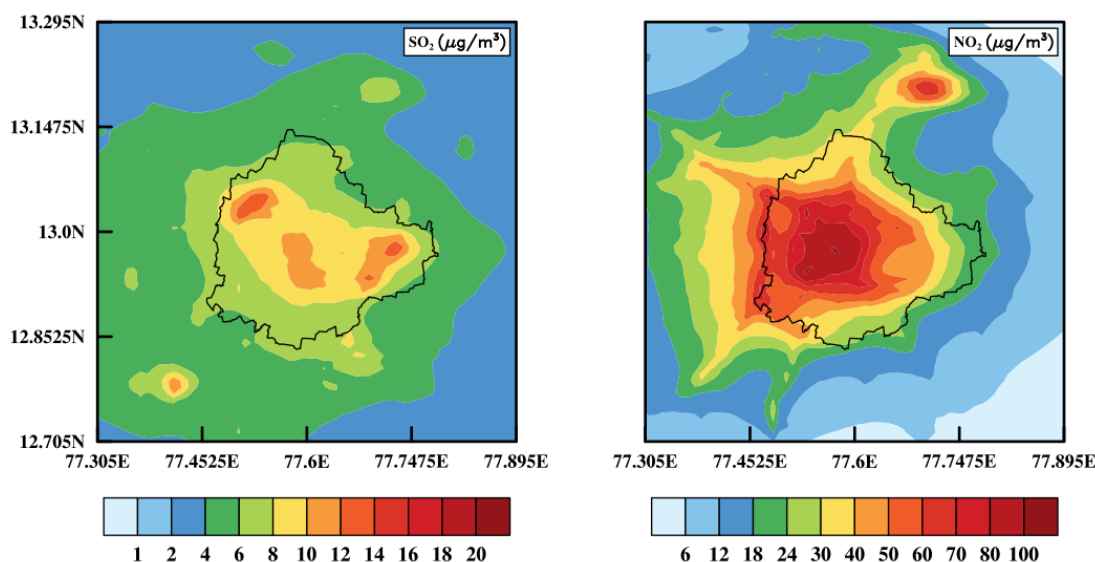 SO₂ (μg/m³)
13.295N
13.1475N
13.0N
12.8525N
12.705N
77.305E 77.4525E 77.6E 77.7475E 77.895E
1 2 4 6 8 10 12 14 16 18 20
NO₂ (μg/m³)
77.305E 77.4525E 77.6E 77.7475E 77.895E
6 12 18 24 30 40 50 60 70 80 100